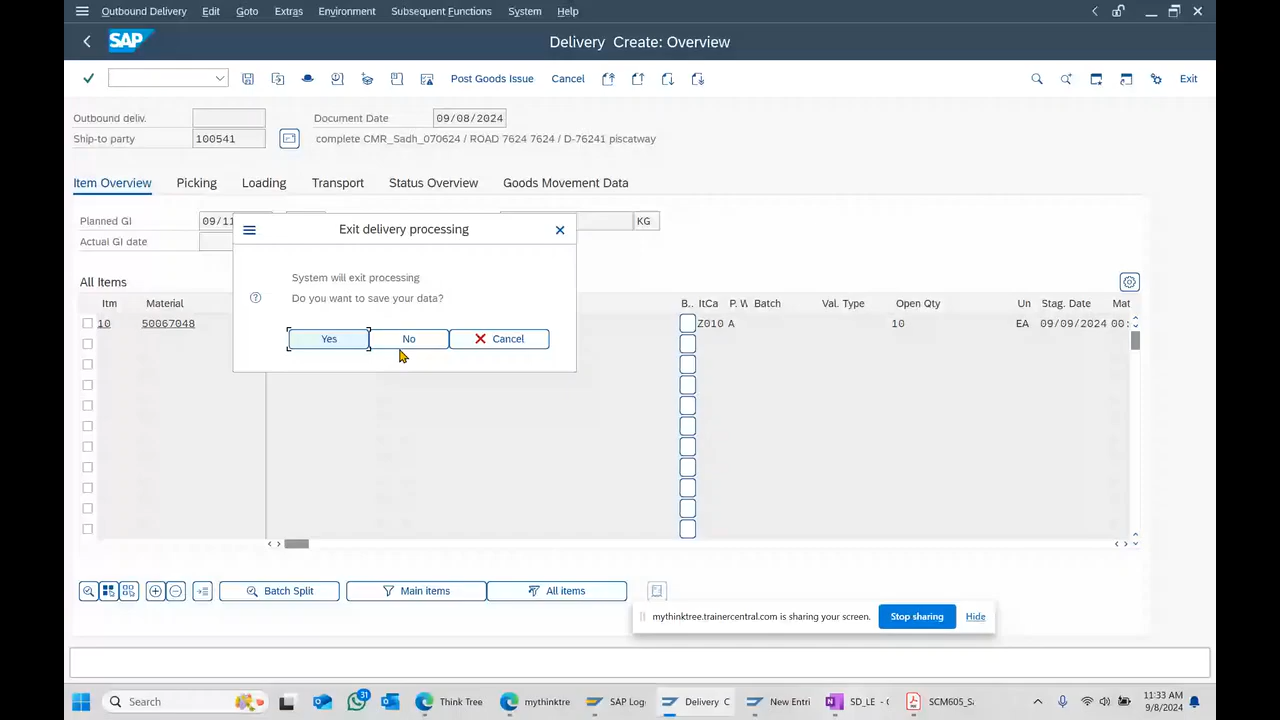 Outbound Delivery Edit Goto Extras Environment Subsequent Functions System Help
SAP Delivery Create: Overview
Post Goods Issue Cancel Exit
Outbound deliv. Document Date 09/08/2024
Ship-to party 100541 complete CMR_Sadh_070624 / ROAD 7624 7624 / D-76241 piscatway
Item Overview Picking Loading Transport Status Overview Goods Movement Data
Planned GI 09/11 KG
Actual GI date
Exit delivery processing
System will exit processing
Do you want to save your data?
Yes No Cancel
All Items
Itm Material B.. ItCa P. W Batch Val. Type Open Qty Un Stag. Date Mat
10 50067048 Z010 A 10 EA 09/09/2024 00:
Batch Split Main items All items
mythinktree.trainercentral.com is sharing your screen. Stop sharing Hide
Search 31 Think Tree mythinktre SAP Log Delivery C New Entri SD_LE - SCM605_Sa 11:33 AM
9/8/2024